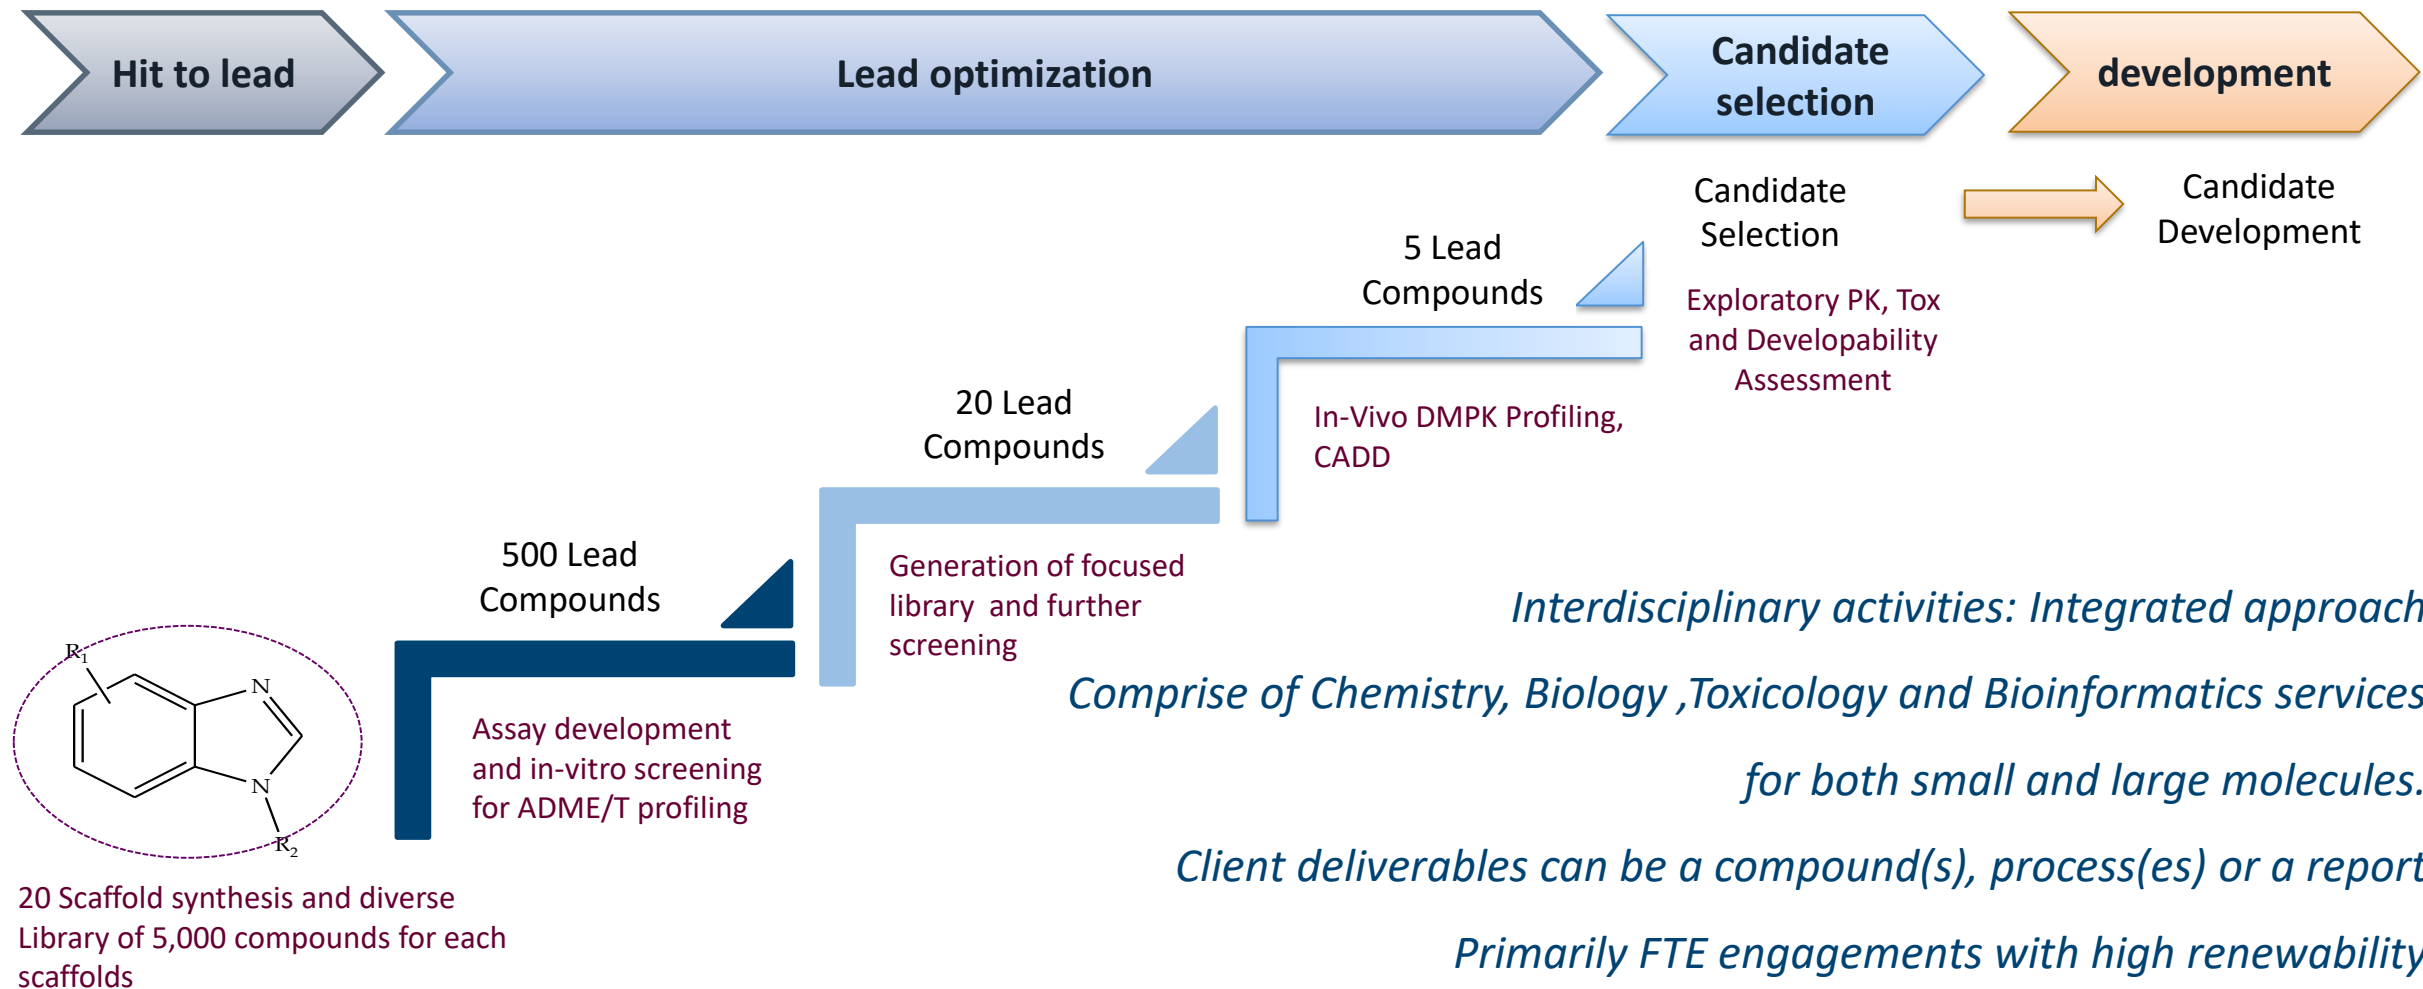 Hit to lead
Lead optimization
Candidate
selection
development
Candidate
Selection
Candidate
Development
5 Lead
Compounds
Exploratory PK, Tox
and Developability
Assessment
20 Lead
Compounds
In-Vivo DMPK Profiling,
CADD
500 Lead
Compounds
Generation of focused
library and further
screening
Assay development
and in-vitro screening
for ADME/T profiling
R1
N
N
R2
20 Scaffold synthesis and diverse
Library of 5,000 compounds for each
scaffolds
Interdisciplinary activities: Integrated approach
Comprise of Chemistry, Biology ,Toxicology and Bioinformatics services
for both small and large molecules.
Client deliverables can be a compound(s), process(es) or a report
Primarily FTE engagements with high renewability